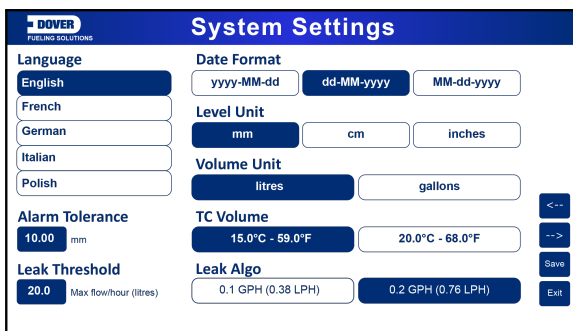 DOVER
FUELING SOLUTIONS
System Settings
Language
English
French
German
Italian
Polish
Alarm Tolerance
10.00 mm
Leak Threshold
20.0 Max flow/hour (litres)
Date Format
yyyy-MM-dd dd-MM-yyyy MM-dd-yyyy
Level Unit
mm cm inches
Volume Unit
litres gallons
TC Volume
15.0°C - 59.0°F 20.0°C - 68.0°F
Leak Algo
0.1 GPH (0.38 LPH) 0.2 GPH (0.76 LPH)
<--
-->
Save
Exit